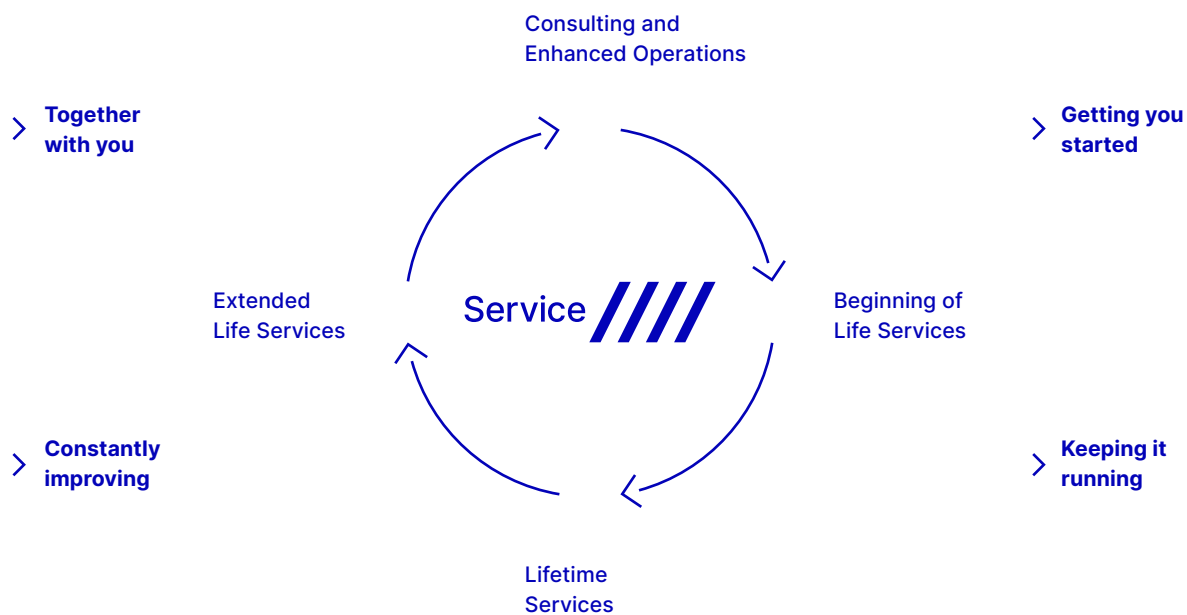 Consulting and
Enhanced Operations
Together
with you
Getting you
started
Extended
Life Services
Service
Beginning of
Life Services
Constantly
improving
Keeping it
running
Lifetime
Services